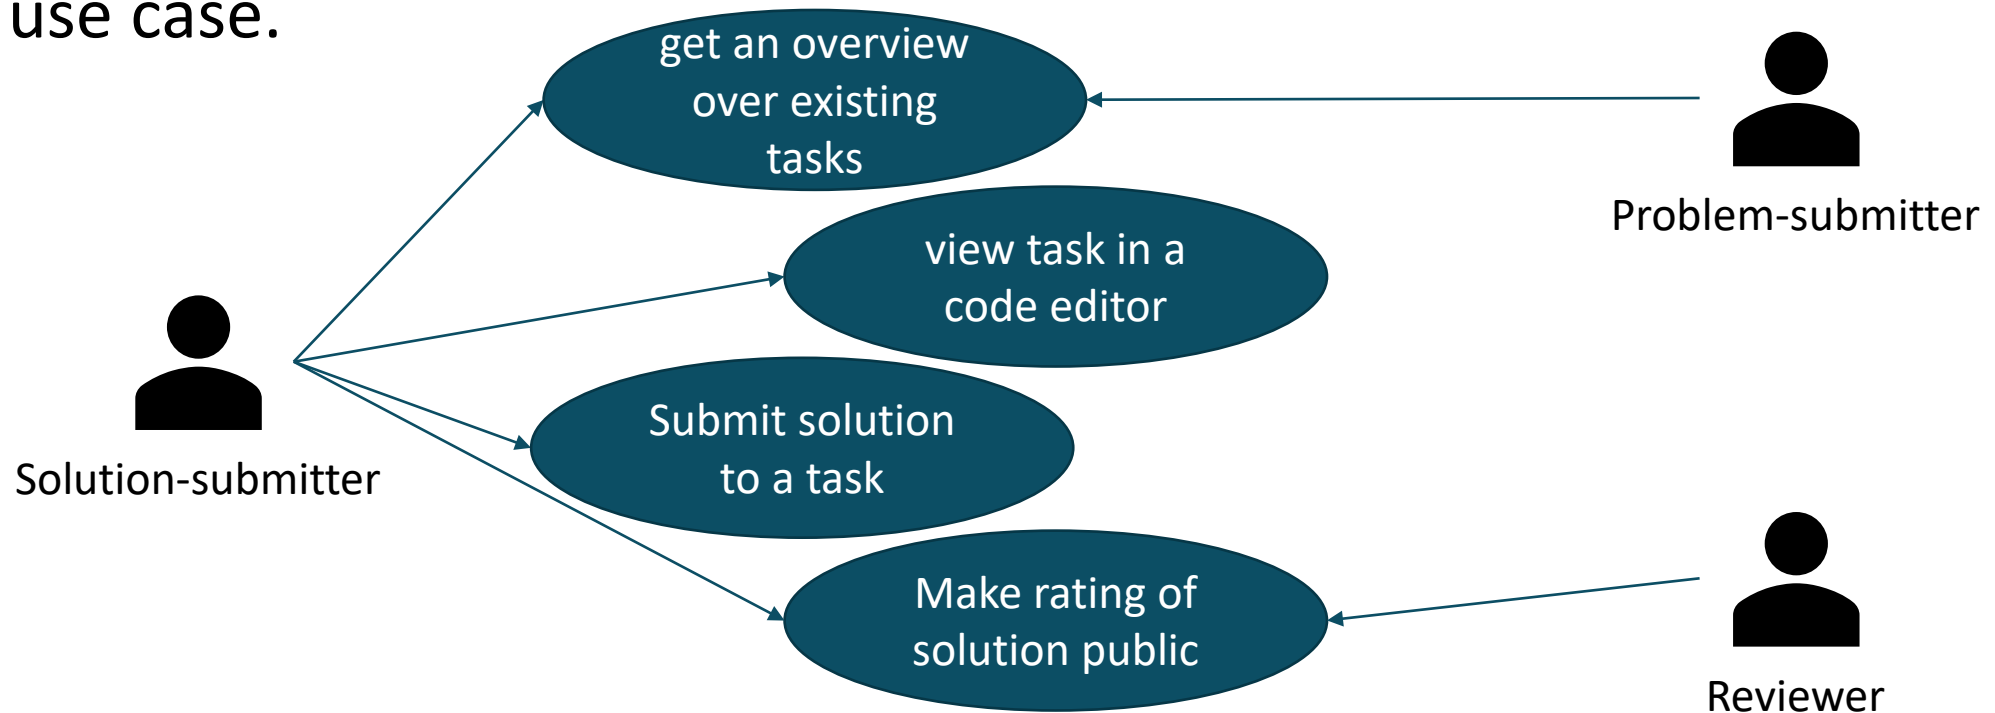 use case.
get an overview
over existing
tasks
Problem-submitter
view task in a
code editor
Solution-submitter
Submit solution
to a task
Make rating of
solution public
Reviewer